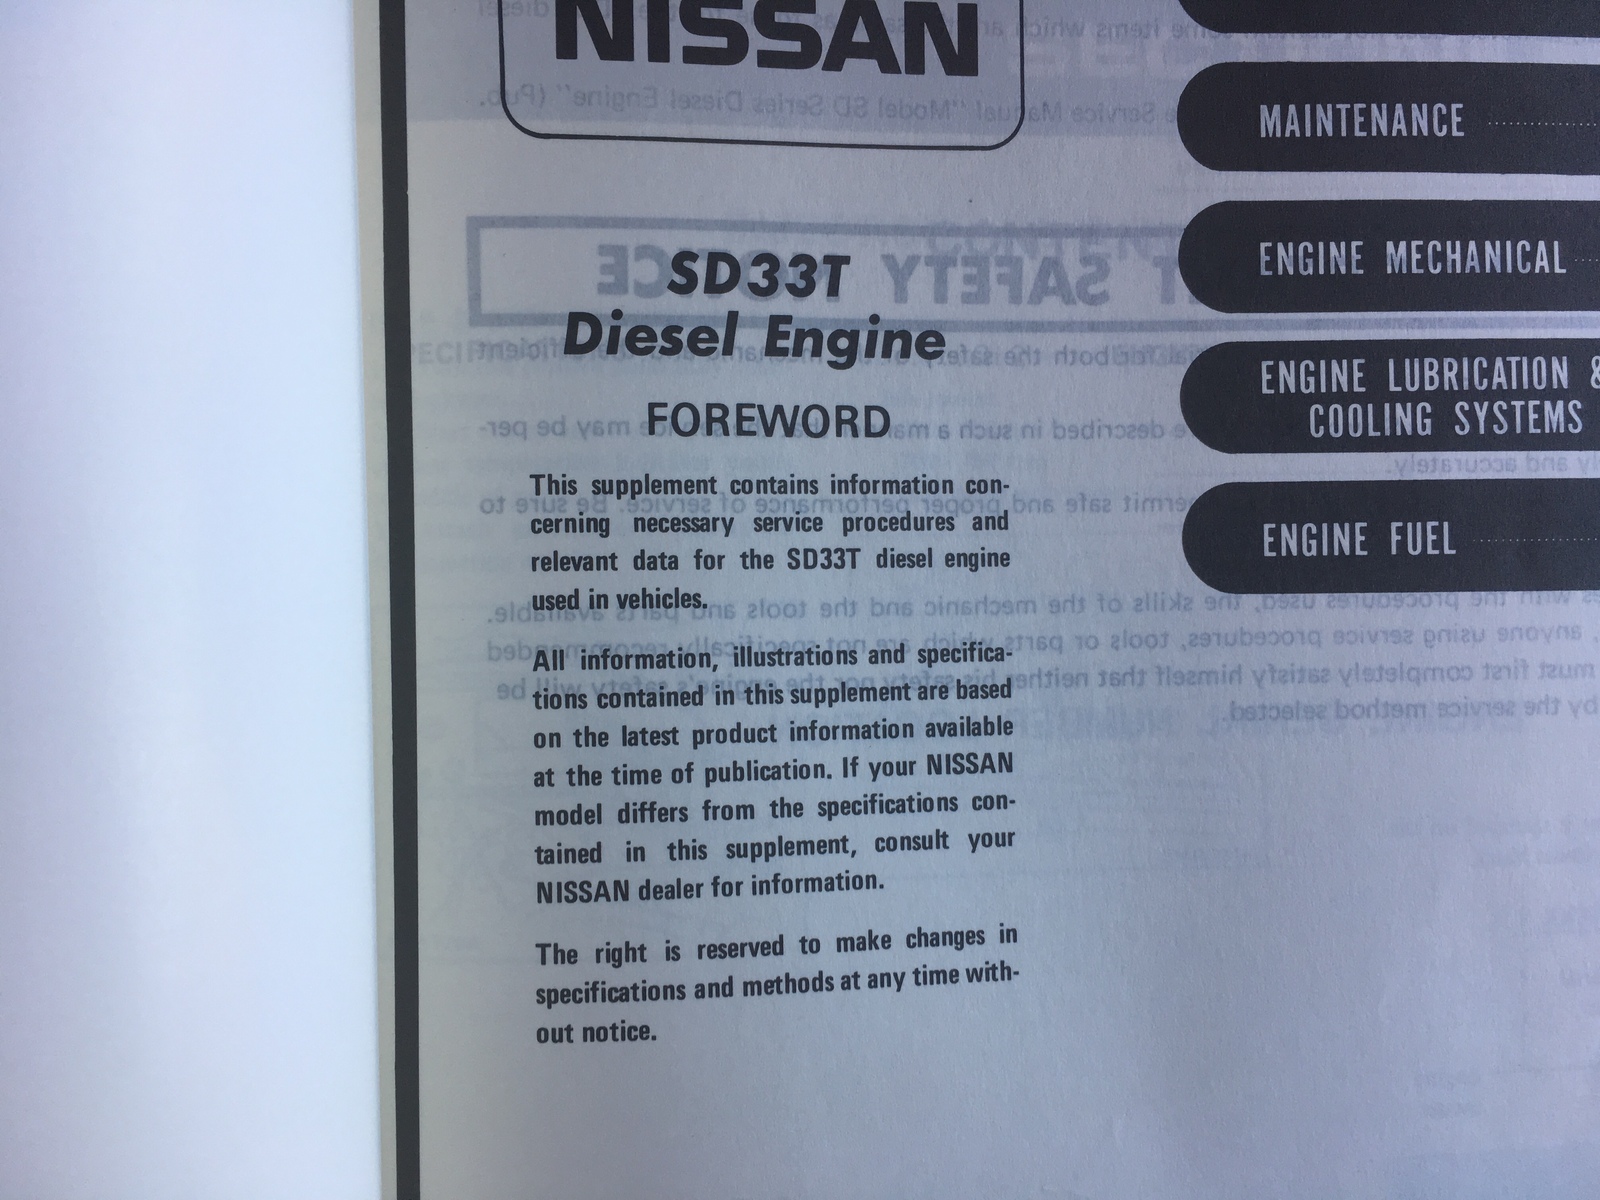 NISSAN
SD33T
Diesel Engine
FOREWORD
This supplement contains information con-
cerning necessary service procedures and
relevant data for the SD33T diesel engine
used in vehicles.
All information, illustrations and specifica-
tions contained in this supplement are based
on the latest product information available
at the time of publication. If your NISSAN
model differs from the specifications con-
tained in this supplement, consult your
NISSAN dealer for information.
The right is reserved to make changes in
specifications and methods at any time with-
out notice.
MAINTENANCE
ENGINE MECHANICAL
ENGINE LUBRICATION &
COOLING SYSTEMS
ENGINE FUEL